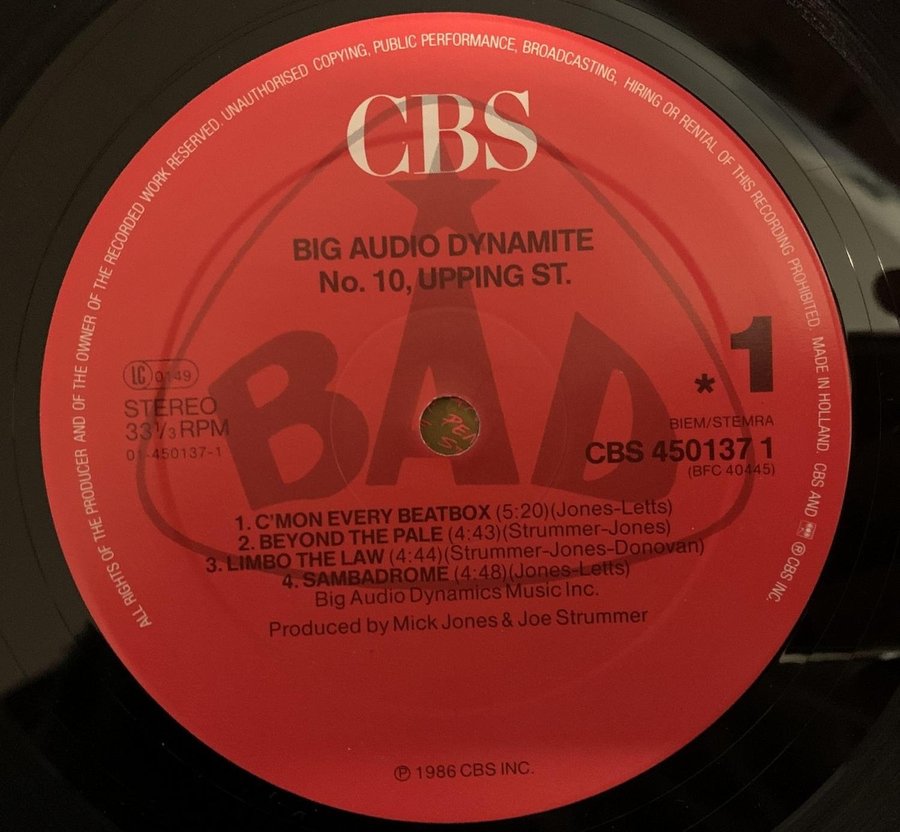 ALL RIGHTS OF THE PRODUCER AND OF THE OWNER OF THE RECORDED WORK RESERVED. UNAUTHORISED COPYING, PUBLIC PERFORMANCE, BROADCASTING, HIRING OR RENTAL OF THIS RECORDING PROHIBITED. MADE IN HOLLAND. CBS AND ℗ CBS INC.
CBS
BIG AUDIO DYNAMITE
No. 10, UPPING ST.
BAD
LC 0149
STEREO
33 1/3 RPM
01-450137-1
* 1
BIEM/STEMRA
CBS 450137 1
(BFC 40445)
1. C'MON EVERY BEATBOX (5:20)(Jones-Letts)
2. BEYOND THE PALE (4:43)(Strummer-Jones)
3. LIMBO THE LAW (4:44)(Strummer-Jones-Donovan)
4. SAMBADROME (4:48)(Jones-Letts)
Big Audio Dynamics Music Inc.
Produced by Mick Jones & Joe Strummer
℗ 1986 CBS INC.